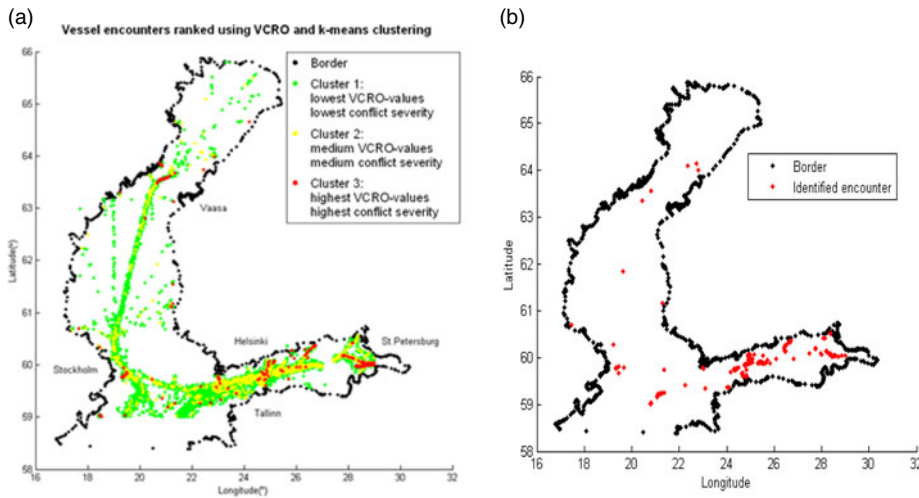 (a)
Vessel encounters ranked using VCRO and k-means clustering
66
65
64
63
62
61
60
59
58
16 18 20 22 24 26 28 30 32
Latitude(°)
Longitude(°)
Border
Cluster 1:
lowest VCRO-values
lowest conflict severity
Cluster 2:
medium VCRO-values
medium conflict severity
Cluster 3:
highest VCRO-values
highest conflict severity
Vaasa
Helsinki
St.Petersburg
Stockholm
Tallinn
(b)
66
65
64
63
62
61
60
59
58
16 18 20 22 24 26 28 30 32
Latitude
Longitude
Border
Identified encounter